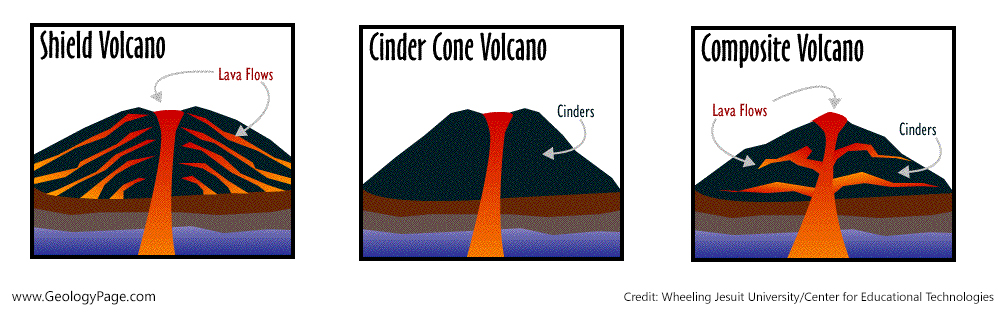 Shield Volcano
Lava Flows
Cinder Cone Volcano
Cinders
Composite Volcano
Lava Flows
Cinders
www.GeologyPage.com
Credit: Wheeling Jesuit University/Center for Educational Technologies